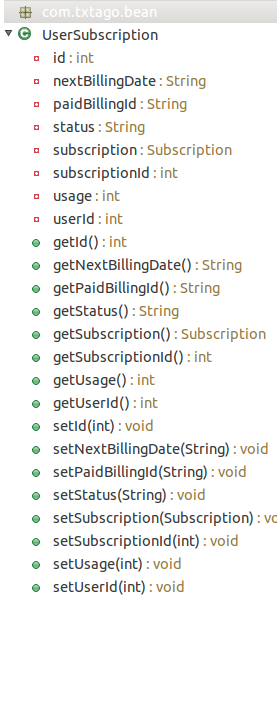 com.txtago.bean
UserSubscription
id : int
nextBillingDate : String
paidBillingId : String
status : String
subscription : Subscription
subscriptionId : int
usage : int
userId : int
getId() : int
getNextBillingDate() : String
getPaidBillingId() : String
getStatus() : String
getSubscription() : Subscription
getSubscriptionId() : int
getUsage() : int
getUserId() : int
setId(int) : void
setNextBillingDate(String) : void
setPaidBillingId(String) : void
setStatus(String) : void
setSubscription(Subscription) : vo
setSubscriptionId(int) : void
setUsage(int) : void
setUserId(int) : void